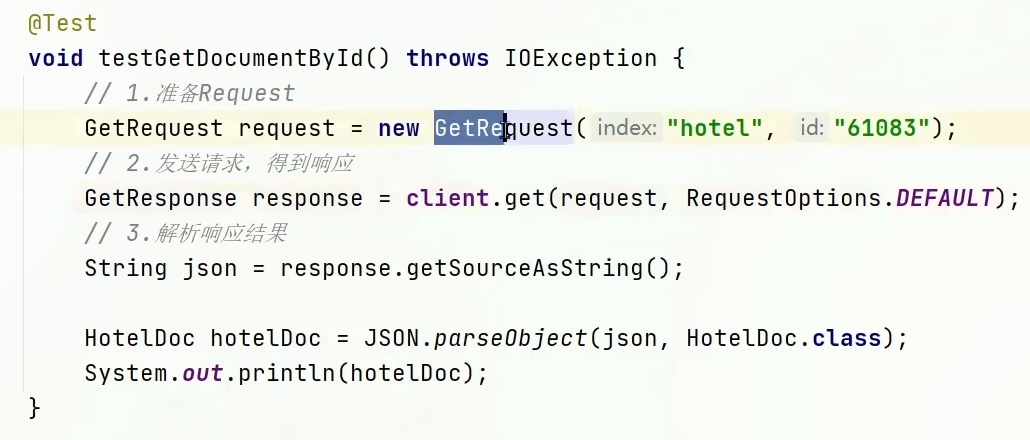 @Test
void testGetDocumentById() throws IOException {
// 1.准备Request
GetRequest request = new GetRequest( index: "hotel", id: "61083");
// 2.发送请求，得到响应
GetResponse response = client.get(request, RequestOptions.DEFAULT);
// 3.解析响应结果
String json = response.getSourceAsString();
HotelDoc hotelDoc = JSON.parseObject(json, HotelDoc.class);
System.out.println(hotelDoc);
}